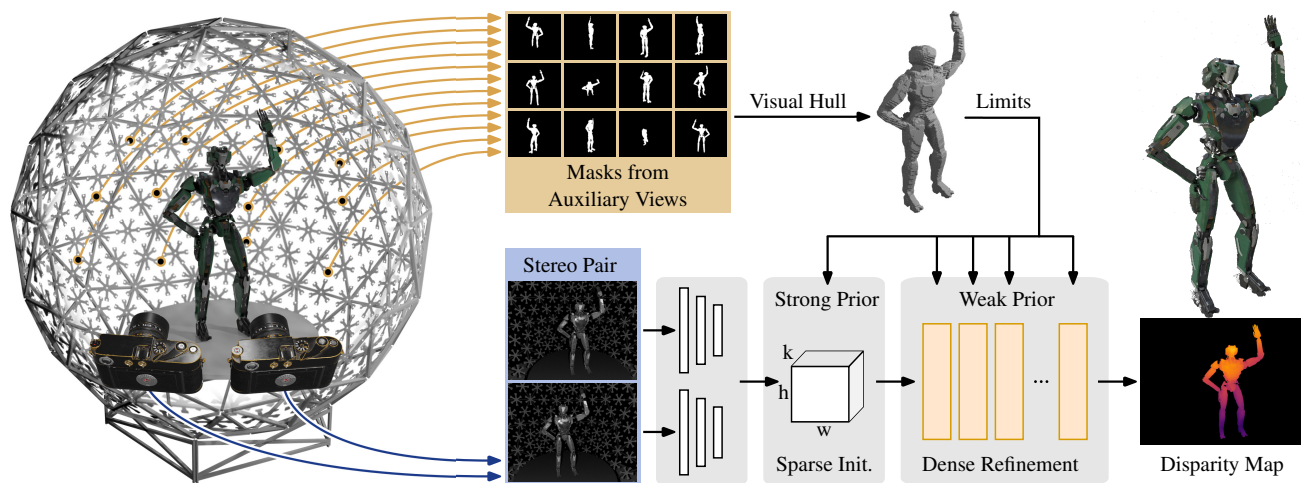 Masks from
Auxiliary Views
Visual Hull
Limits
Stereo Pair
Strong Prior
k
h
w
Sparse Init.
Weak Prior
...
Dense Refinement
Disparity Map